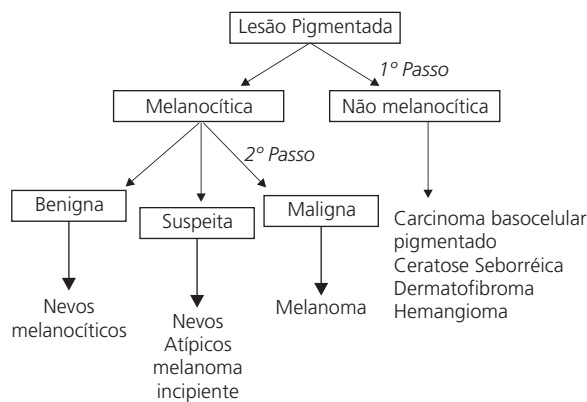 Lesão Pigmentada
1º Passo
Melanocítica
Não melanocítica
2º Passo
Benigna
Suspeita
Maligna
Nevos
melanocíticos
Nevos
Atípicos
melanoma
incipiente
Melanoma
Carcinoma basocelular
pigmentado
Ceratose Seborréica
Dermatofibroma
Hemangioma